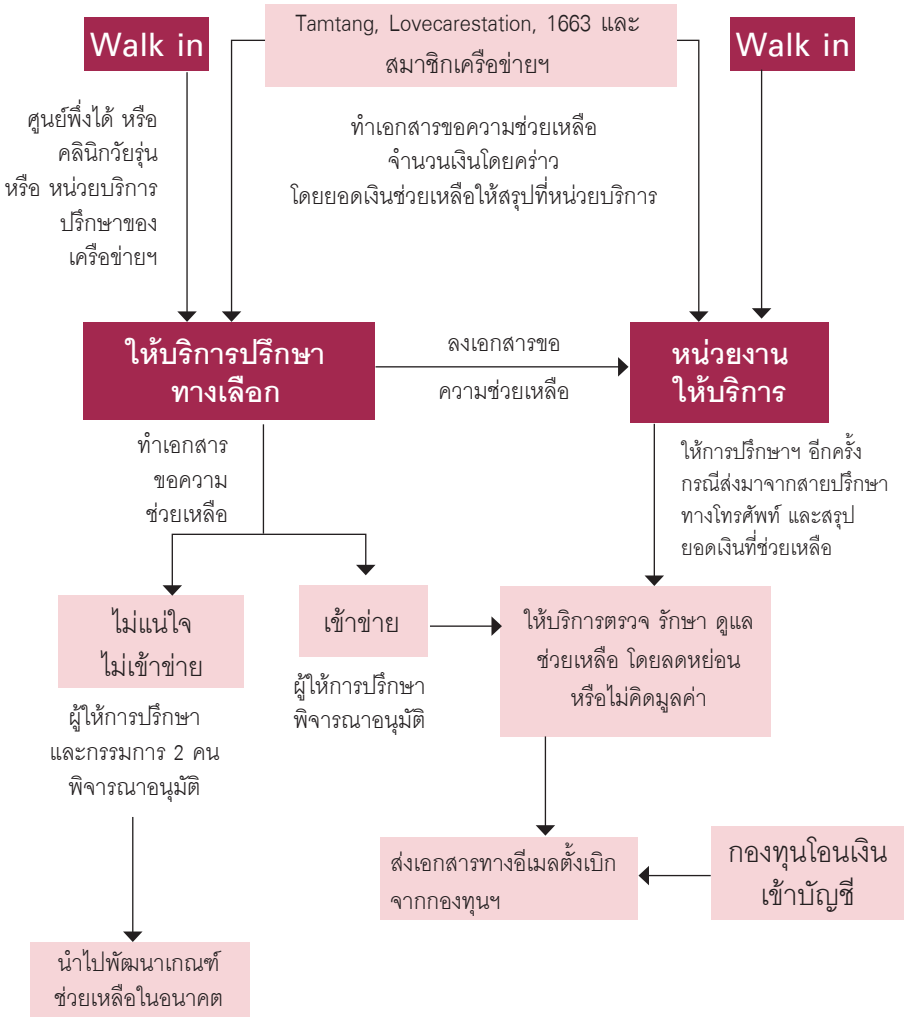 Walk in
Tamtang, Lovecarestation, 1663 และ
สมาชิกเครือข่ายฯ
Walk in
ศูนย์พึ่งได้ หรือ
คลินิกวัยรุ่น
หรือ หน่วยบริการ
ปรึกษาของ
เครือข่ายฯ
ทำเอกสารขอความช่วยเหลือ
จำนวนเงินโดยคร่าว
โดยยอดเงินช่วยเหลือให้สรุปที่หน่วยบริการ
ให้บริการปรึกษา
ทางเลือก
ลงเอกสารขอ
ความช่วยเหลือ
หน่วยงาน
ให้บริการ
ทำเอกสาร
ขอความ
ช่วยเหลือ
ให้การปรึกษาฯ อีกครั้ง
กรณีส่งมาจากสายปรึกษา
ทางโทรศัพท์ และสรุป
ยอดเงินที่ช่วยเหลือ
ไม่แน่ใจ
ไม่เข้าข่าย
เข้าข่าย
ให้บริการตรวจ รักษา ดูแล
ช่วยเหลือ โดยลดหย่อน
หรือไม่คิดมูลค่า
ผู้ให้การปรึกษา
และกรรมการ 2 คน
พิจารณาอนุมัติ
ผู้ให้การปรึกษา
พิจารณาอนุมัติ
ส่งเอกสารทางอีเมลตั้งเบิก
จากกองทุนฯ
กองทุนโอนเงิน
เข้าบัญชี
นำไปพัฒนาเกณฑ์
ช่วยเหลือในอนาคต